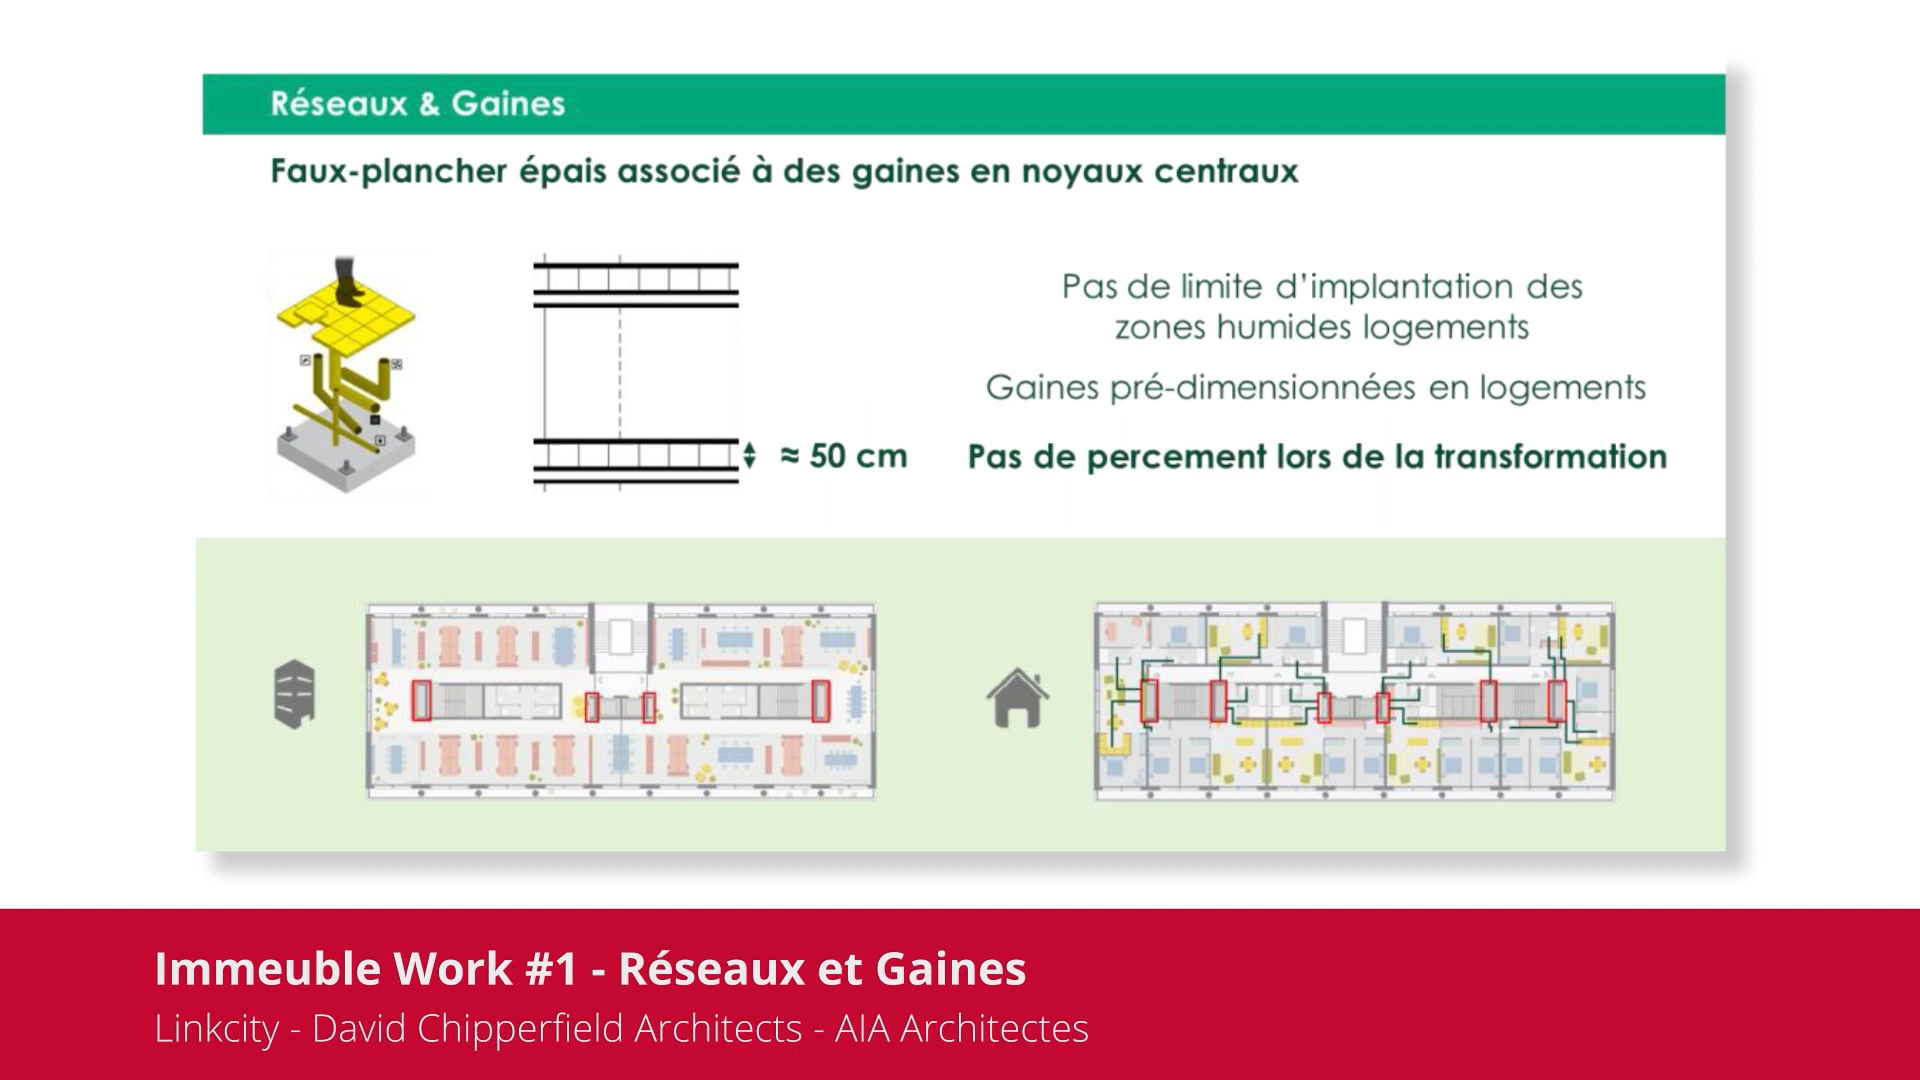 Réseaux & Gaines
Faux-plancher épais associé à des gaines en noyaux centraux
Pas de limite d'implantation des
zones humides logements
Gaines pré-dimensionnées en logements
≈ 50 cm
Pas de percement lors de la transformation
Immeuble Work #1 - Réseaux et Gaines
Linkcity - David Chipperfield Architects - AIA Architectes